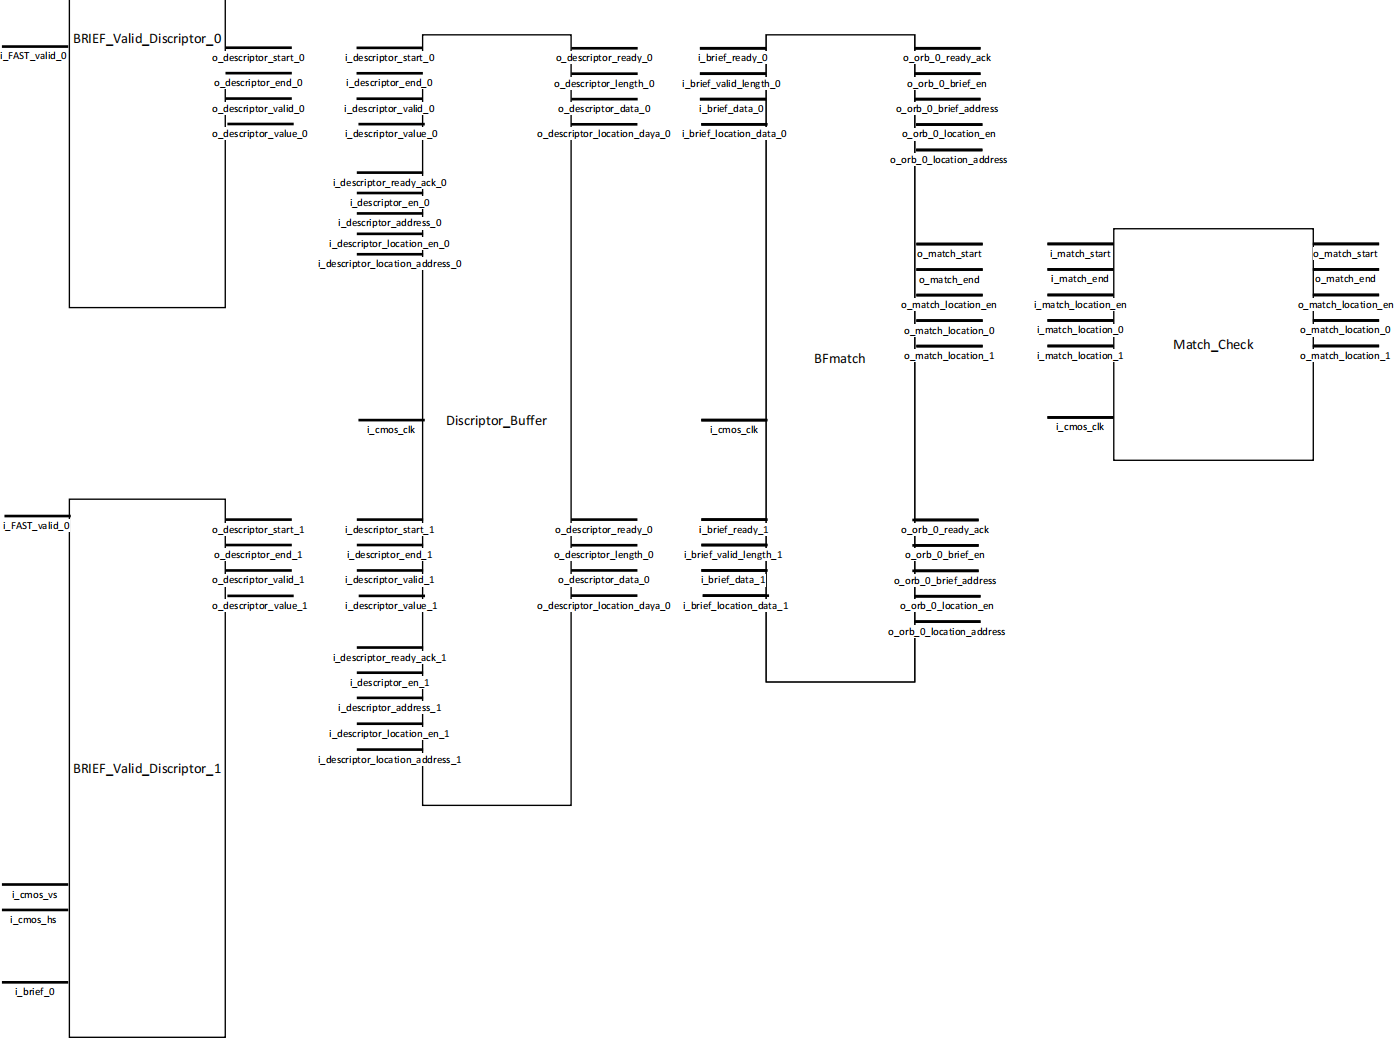 BRIEF_Valid_Discriptor_0
i_FAST_valid_0
o_descriptor_start_0
o_descriptor_end_0
o_descriptor_valid_0
o_descriptor_value_0
i_descriptor_start_0
i_descriptor_end_0
i_descriptor_valid_0
i_descriptor_value_0
i_descriptor_ready_ack_0
i_descriptor_en_0
i_descriptor_address_0
i_descriptor_location_en_0
i_descriptor_location_address_0
i_cmos_clk
Discriptor_Buffer
o_descriptor_ready_0
o_descriptor_length_0
o_descriptor_data_0
o_descriptor_location_daya_0
i_brief_ready_0
i_brief_valid_length_0
i_brief_data_0
i_brief_location_data_0
i_cmos_clk
BFmatch
o_orb_0_ready_ack
o_orb_0_brief_en
o_orb_0_brief_address
o_orb_0_location_en
o_orb_0_location_address
o_match_start
o_match_end
o_match_location_en
o_match_location_0
o_match_location_1
i_match_start
i_match_end
i_match_location_en
i_match_location_0
i_match_location_1
i_cmos_clk
Match_Check
o_match_start
o_match_end
o_match_location_en
o_match_location_0
o_match_location_1
i_FAST_valid_0
BRIEF_Valid_Discriptor_1
i_cmos_vs
i_cmos_hs
i_brief_0
o_descriptor_start_1
o_descriptor_end_1
o_descriptor_valid_1
o_descriptor_value_1
i_descriptor_start_1
i_descriptor_end_1
i_descriptor_valid_1
i_descriptor_value_1
i_descriptor_ready_ack_1
i_descriptor_en_1
i_descriptor_address_1
i_descriptor_location_en_1
i_descriptor_location_address_1
o_descriptor_ready_0
o_descriptor_length_0
o_descriptor_data_0
o_descriptor_location_daya_0
i_brief_ready_1
i_brief_valid_length_1
i_brief_data_1
i_brief_location_data_1
o_orb_0_ready_ack
o_orb_0_brief_en
o_orb_0_brief_address
o_orb_0_location_en
o_orb_0_location_address